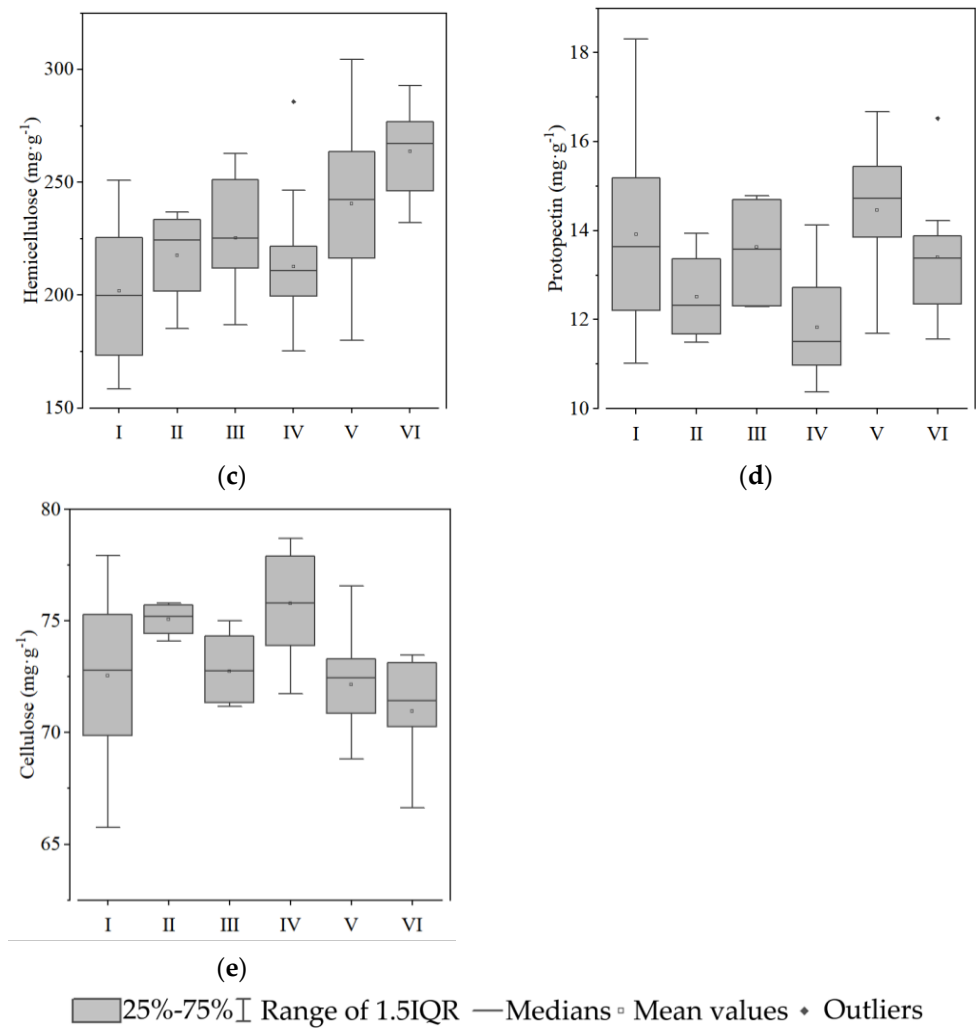 Hemicellulose (mg·g⁻¹)
300
250
200
150
I II III IV V VI
(c)
Protopectin (mg·g⁻¹)
18
16
14
12
10
I II III IV V VI
(d)
Cellulose (mg·g⁻¹)
80
75
70
65
I II III IV V VI
(e)
25%-75% Range of 1.5IQR Medians Mean values Outliers